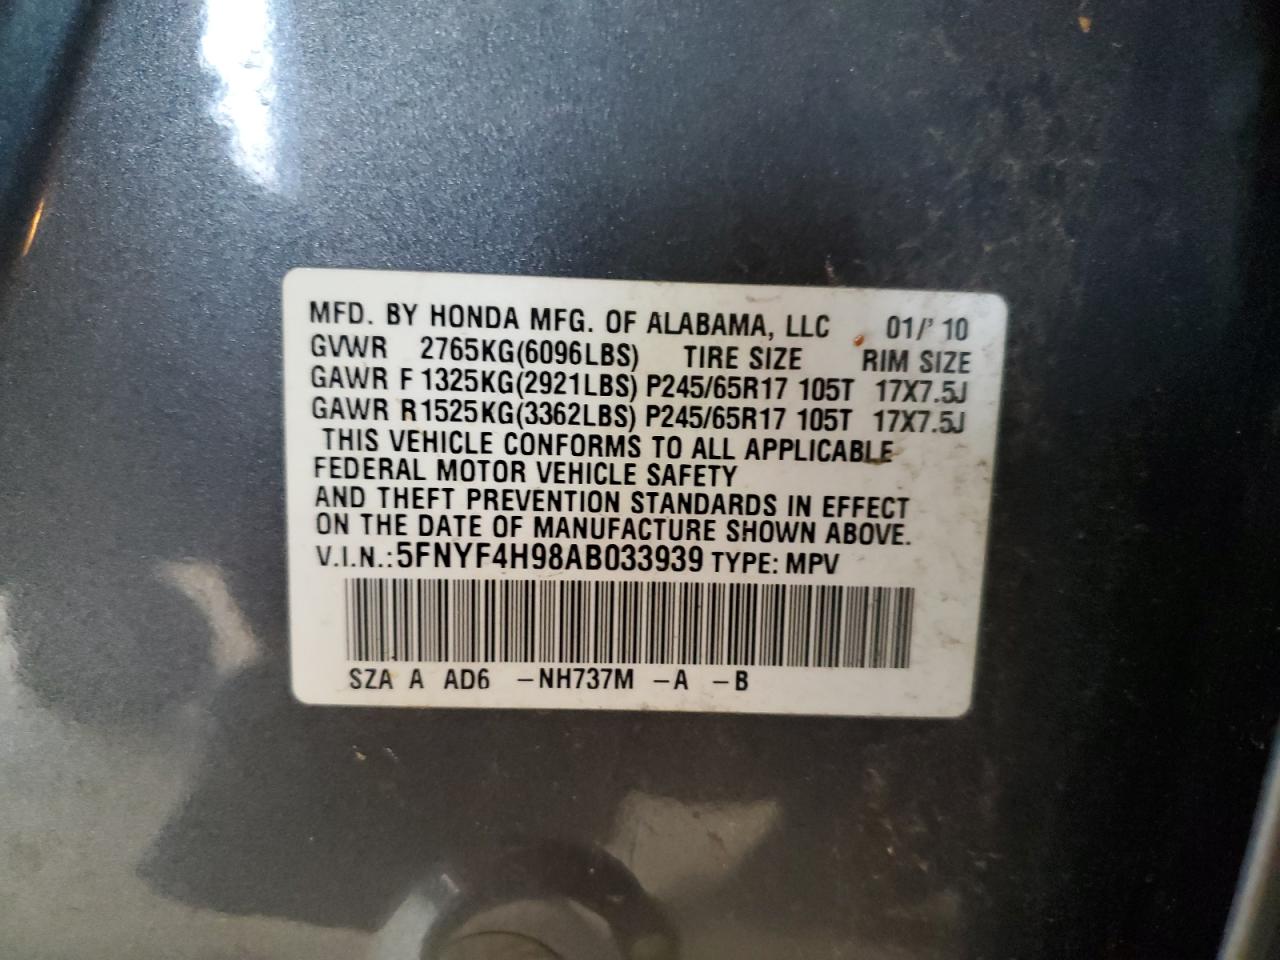 MFD. BY HONDA MFG. OF ALABAMA, LLC 01/' 10
GVWR 2765KG(6096LBS) TIRE SIZE RIM SIZE
GAWR F 1325KG(2921LBS) P245/65R17 105T 17X7.5J
GAWR R 1525KG(3362LBS) P245/65R17 105T 17X7.5J
THIS VEHICLE CONFORMS TO ALL APPLICABLE
FEDERAL MOTOR VEHICLE SAFETY
AND THEFT PREVENTION STANDARDS IN EFFECT
ON THE DATE OF MANUFACTURE SHOWN ABOVE.
V.I.N.: 5FNYF4H98AB033939 TYPE: MPV
SZA A AD6 -NH737M -A -B